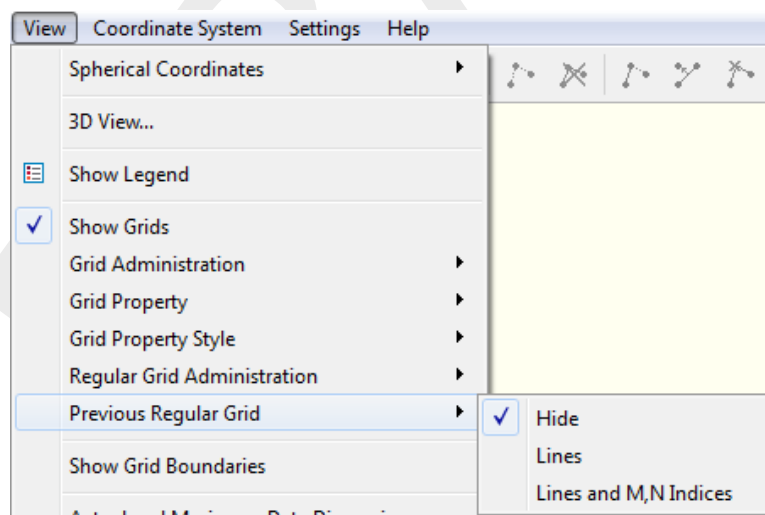 View Coordinate System Settings Help
Spherical Coordinates
3D View...
Show Legend
Show Grids
Grid Administration
Grid Property
Grid Property Style
Regular Grid Administration
Previous Regular Grid
Hide
Lines
Lines and M,N Indices
Show Grid Boundaries